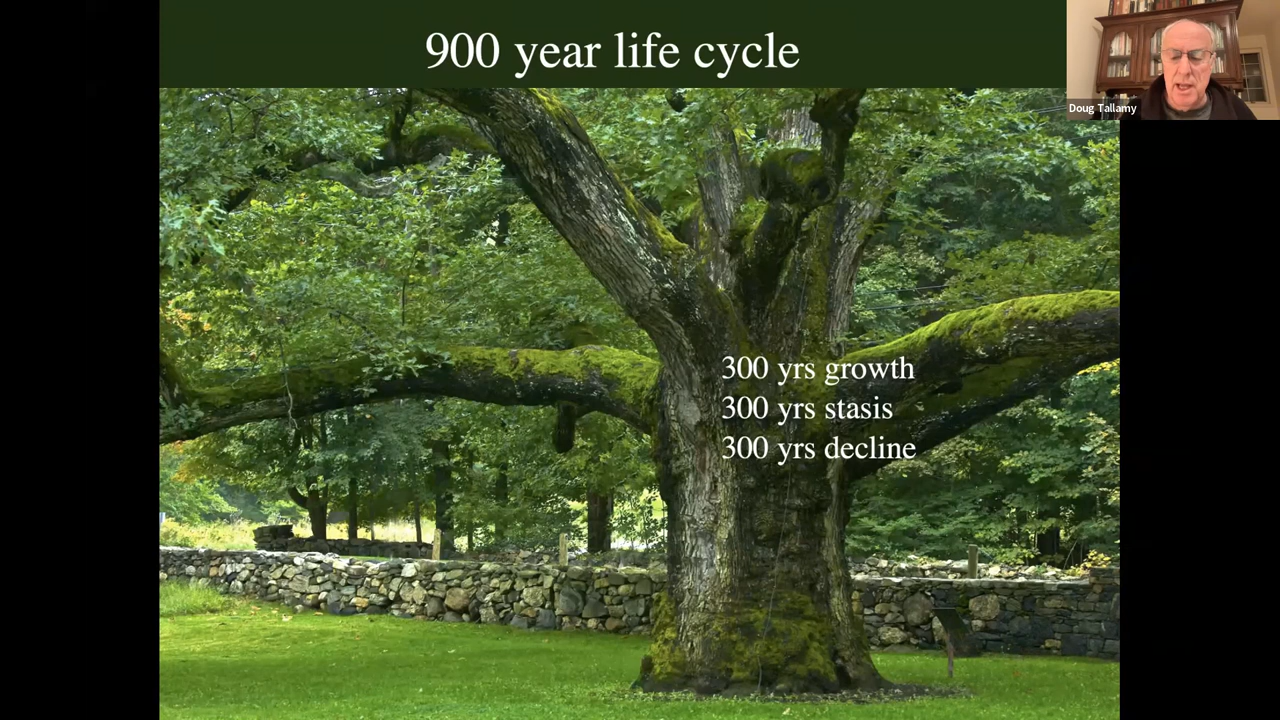 900 year life cycle
Doug Tallamy
300 yrs growth
300 yrs stasis
300 yrs decline